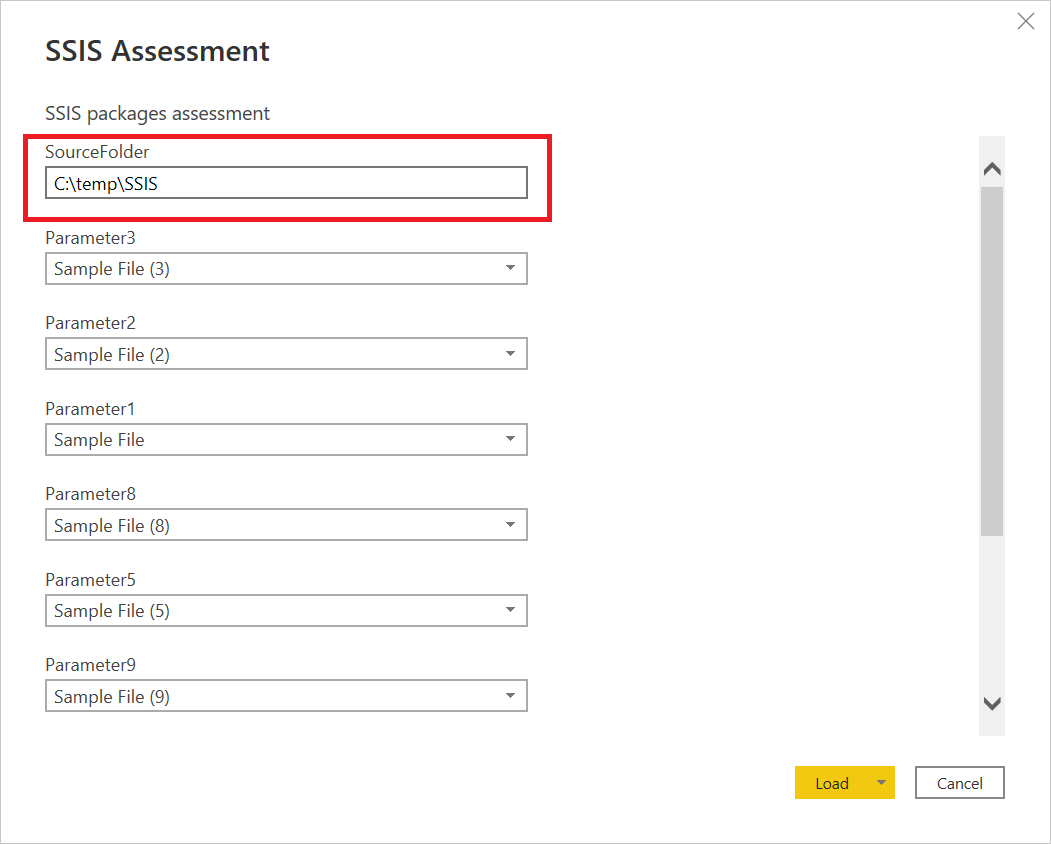 SSIS Assessment
SSIS packages assessment
SourceFolder
C:\temp\SSIS
Parameter3
Sample File (3)
Parameter2
Sample File (2)
Parameter1
Sample File
Parameter8
Sample File (8)
Parameter5
Sample File (5)
Parameter9
Sample File (9)
Load
Cancel